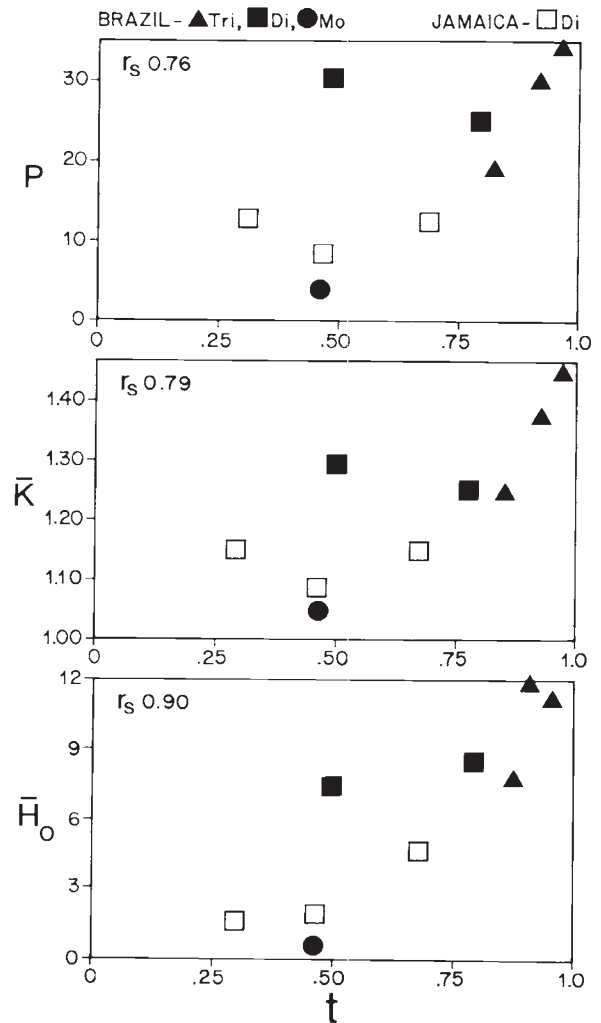 BRAZIL - ▲Tri, ■Di, ●Mo JAMAICA - □Di
rs 0.76
30
20
P
10
0
0 .25 .50 .75 1.0
rs 0.79
1.40
1.30
K̄
1.20
1.10
1.00
0 .25 .50 .75 1.0
12
rs 0.90
9
6
H̄o
3
0
0 .25 .50 .75 1.0
t